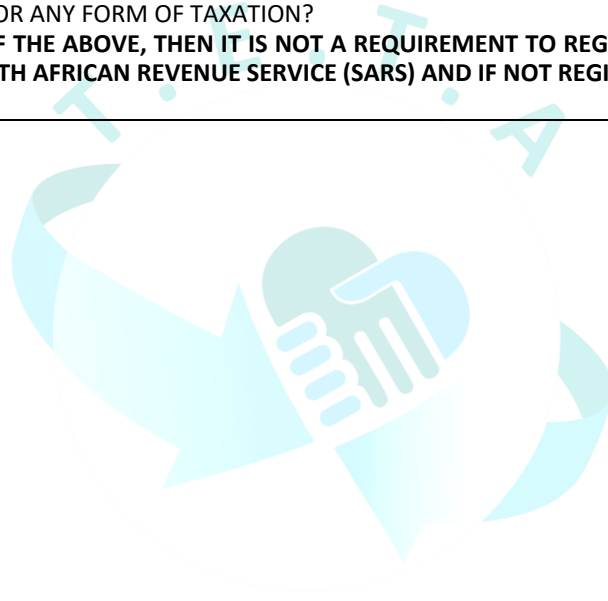 OR ANY FORM OF TAXATION?
F THE ABOVE, THEN IT IS NOT A REQUIREMENT TO REG
TH AFRICAN REVENUE SERVICE (SARS) AND IF NOT REGI
T.E.T.A